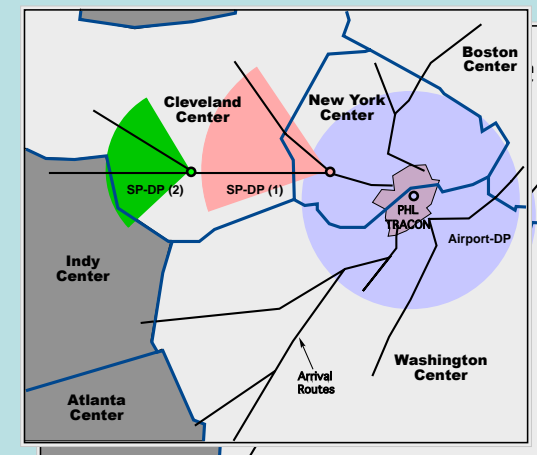 Boston
Center
Cleveland
Center
New York
Center
SP-DP (2)
SP-DP (1)
PHL
TRACON
Airport-DP
Indy
Center
Washington
Center
Arrival
Routes
Atlanta
Center